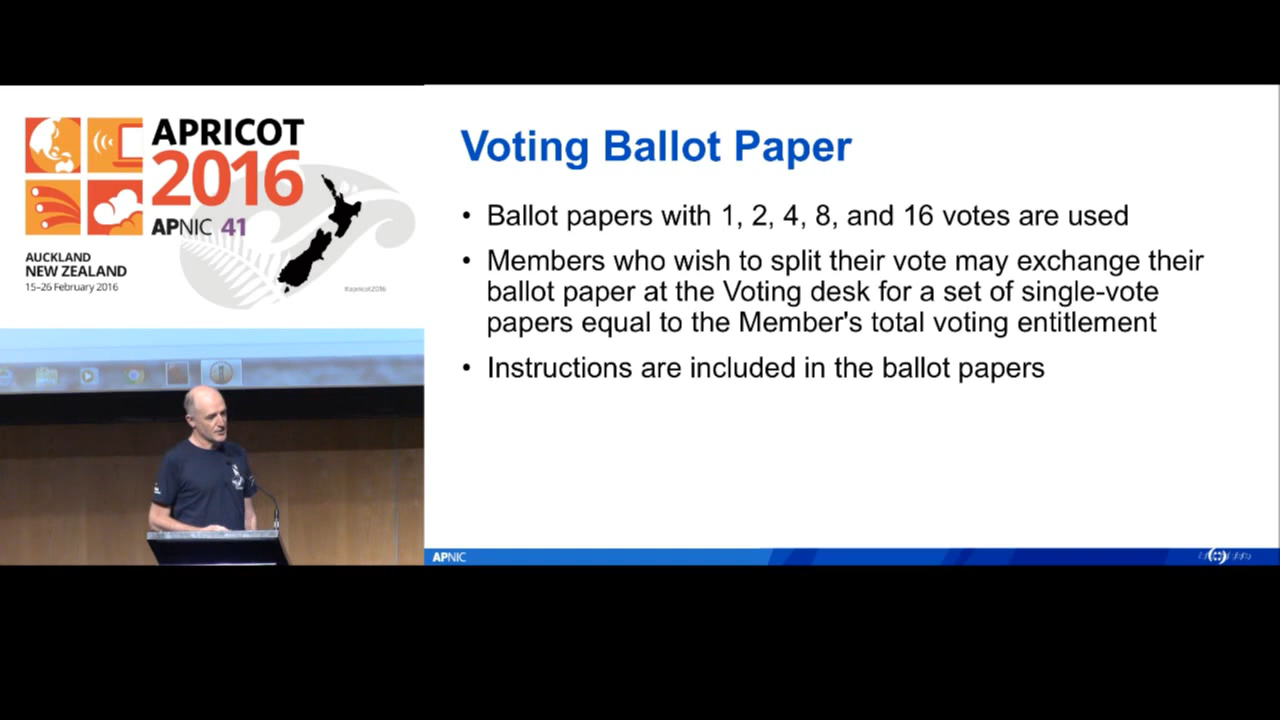 APRICOT
2016
APNIC 41
AUCKLAND
NEW ZEALAND
15–26 February 2016
#apricot2016
Voting Ballot Paper
• Ballot papers with 1, 2, 4, 8, and 16 votes are used
• Members who wish to split their vote may exchange their
ballot paper at the Voting desk for a set of single-vote
papers equal to the Member's total voting entitlement
• Instructions are included in the ballot papers
APNIC